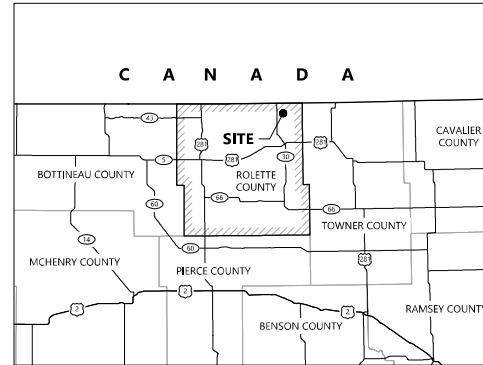 C A N A D A
43
281
SITE
281
CAVALIER
COUNTY
5
281
30
BOTTINEAU COUNTY
ROLETTE
COUNTY
60
66
66
TOWNER COUNTY
14
60
281
MCHENRY COUNTY
PIERCE COUNTY
2
2
2
RAMSEY COUNTY
BENSON COUNTY